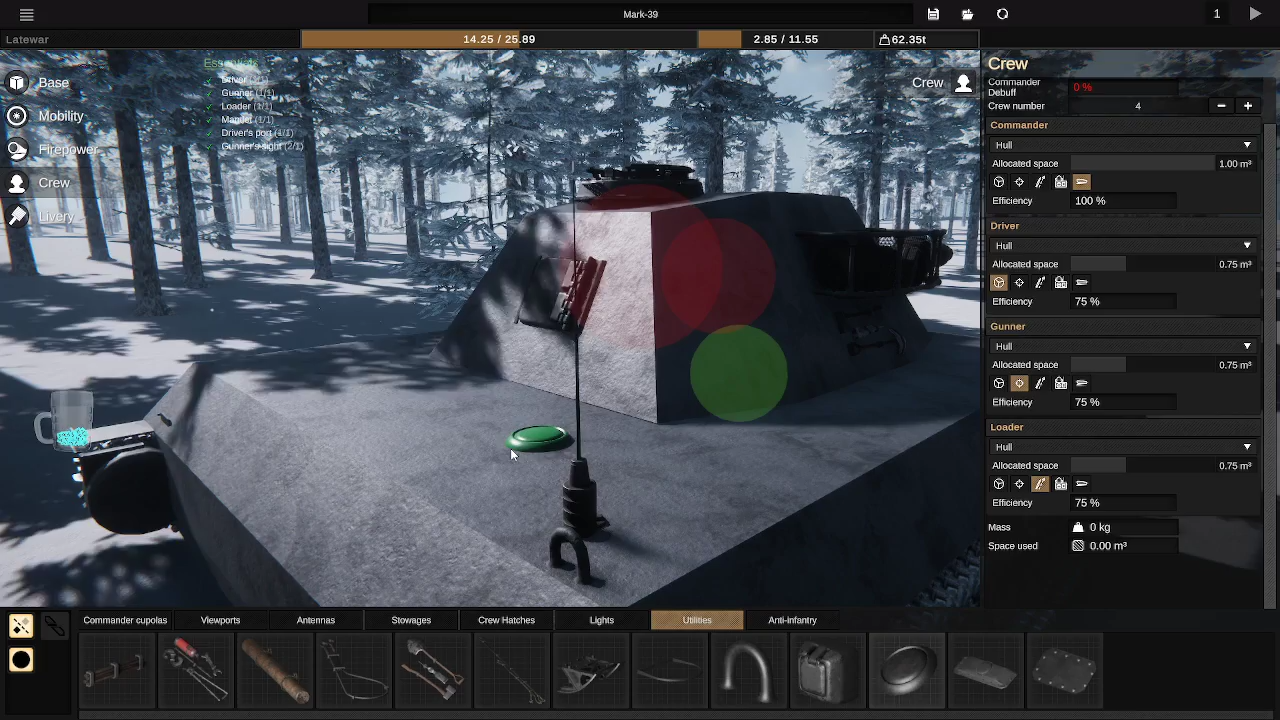 Mark-39
1
Latewar
14.25 / 25.89
2.85 / 11.55
62.35t
Essentials
Driver (1/1)
Gunner (1/1)
Loader (1/1)
Mantlet (1/1)
Driver's port (1/1)
Gunner's sight (2/1)
Base
Mobility
Firepower
Crew
Livery
Crew
Crew
Commander Debuff
0 %
Crew number
4
Commander
Hull
Allocated space
1.00 m³
Efficiency
100 %
Driver
Hull
Allocated space
0.75 m³
Efficiency
75 %
Gunner
Hull
Allocated space
0.75 m³
Efficiency
75 %
Loader
Hull
Allocated space
0.75 m³
Efficiency
75 %
Mass
0 kg
Space used
0.00 m³
Commander cupolas
Viewports
Antennas
Stowages
Crew Hatches
Lights
Utilities
Anti-infantry